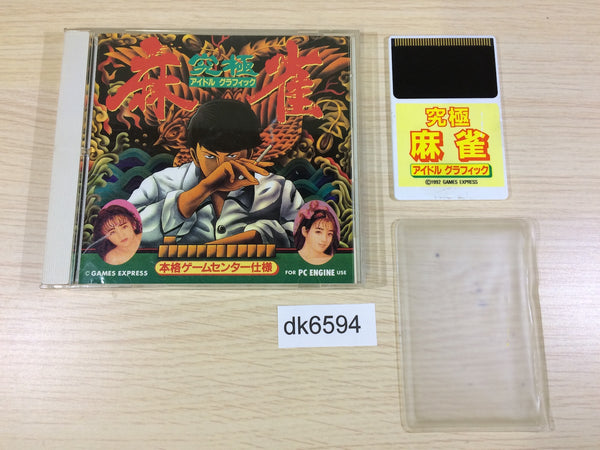 麻雀
究極
アイドル グラフィック
© GAMES EXPRESS
本格ゲームセンター仕様
FOR PC ENGINE USE
究極
麻雀
アイドル グラフィック
©1992 GAMES EXPRESS
dk6594